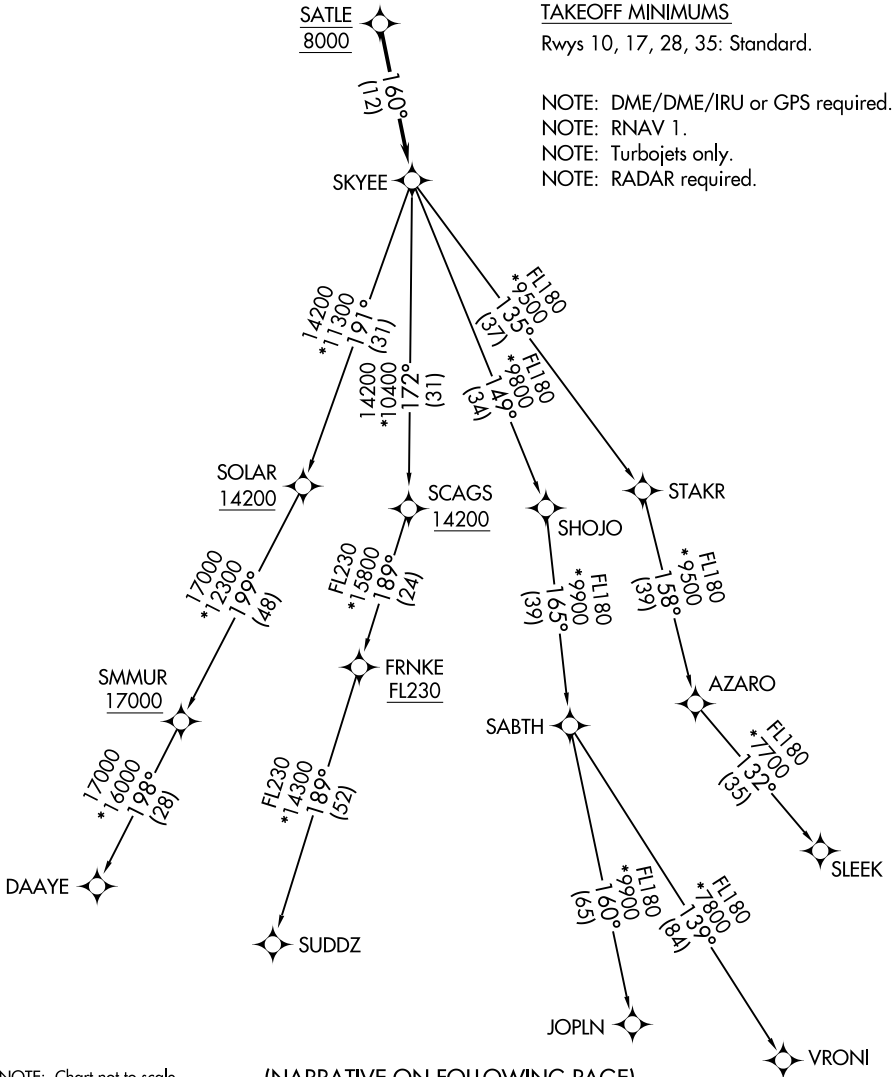 SATLE
8000
TAKEOFF MINIMUMS
Rwys 10, 17, 28, 35: Standard.
NOTE: DME/DME/IRU or GPS required.
NOTE: RNAV 1.
NOTE: Turbojets only.
NOTE: RADAR required.
160°
(12)
SKYEE
14200
*11300
191°
(31)
14200
*10400
172°
(31)
FL180
*9800
149°
(34)
FL180
*9500
135°
(37)
SOLAR
14200
SCAGS
14200
SHOJO
STAKR
17000
*12300
199°
(48)
FL230
*15800
189°
(24)
FL180
*9900
165°
(39)
FL180
*9500
158°
(39)
SMMUR
17000
FRNKE
FL230
SABTH
AZARO
17000
*16000
198°
(28)
FL230
*14300
189°
(52)
FL180
*9900
160°
(65)
FL180
*7800
139°
(84)
FL180
*7700
132°
(35)
DAAYE
SUDDZ
SLEEK
JOPLN
VRONI
NOTE: Chart not to scale
(NARRATIVE ON FOLLOWING PAGE)